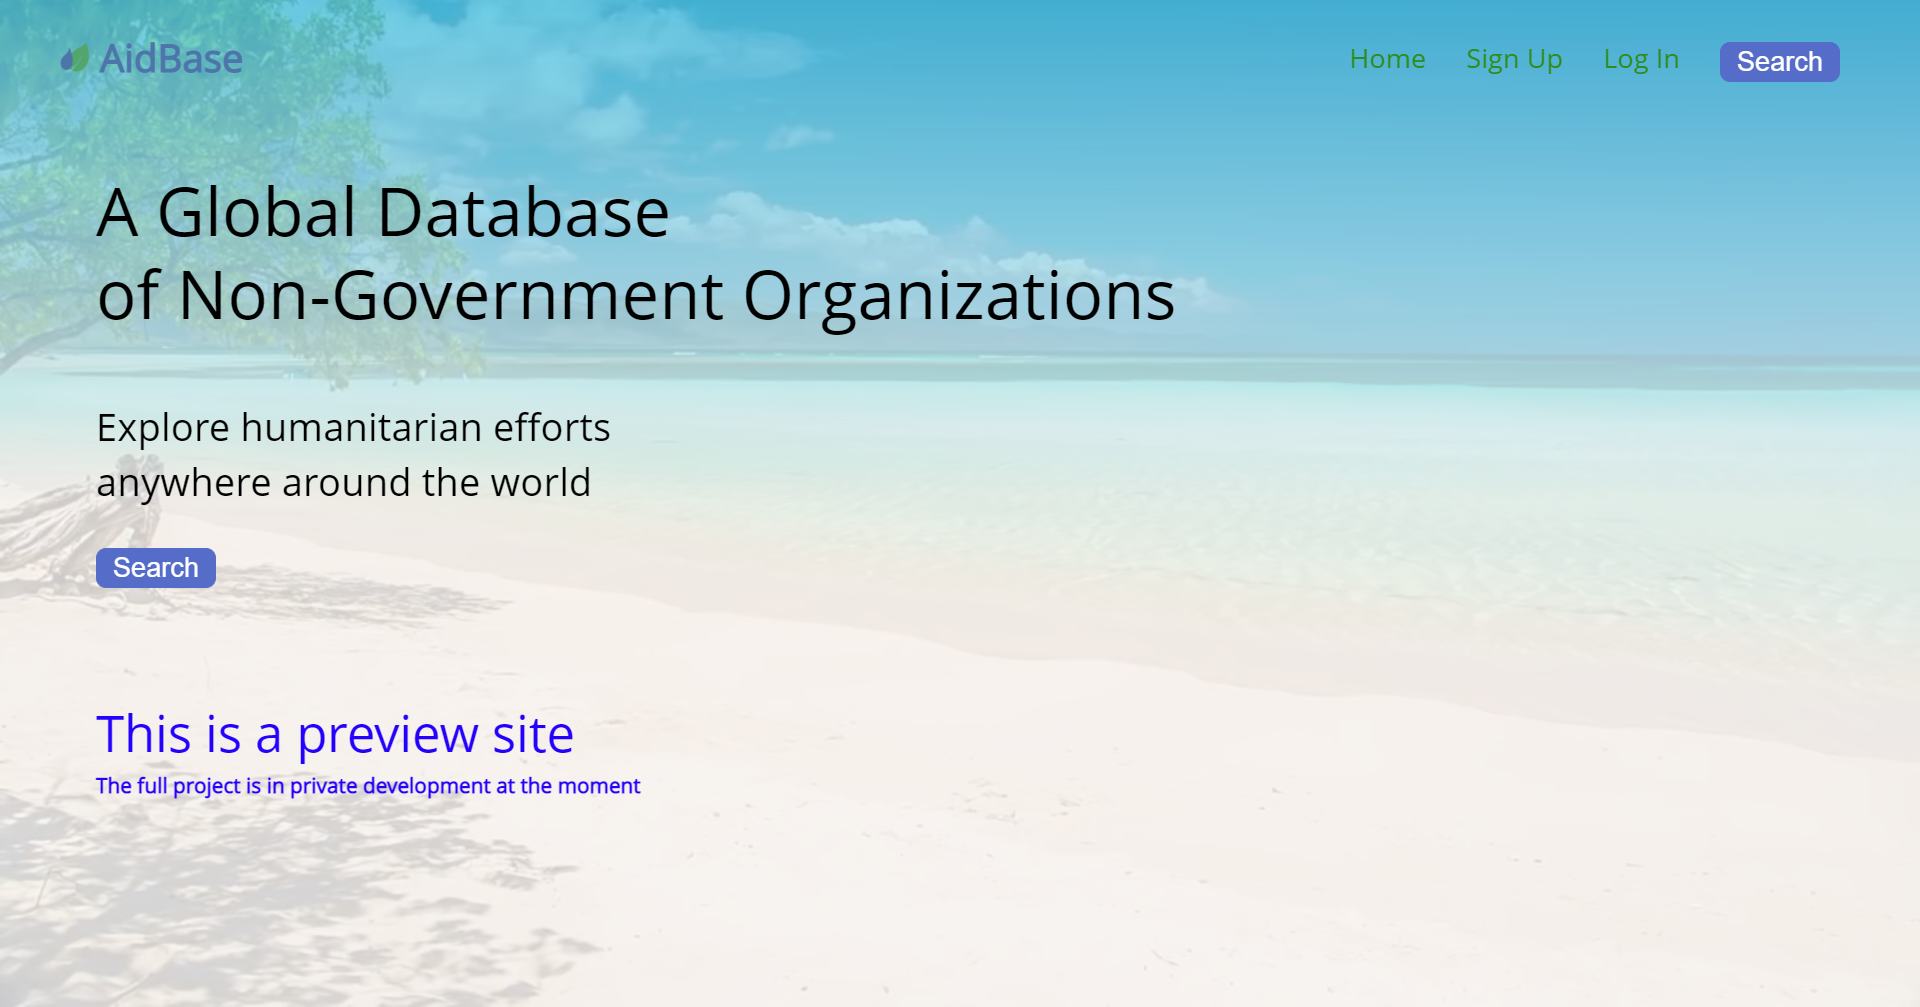 AidBase
Home Sign Up Log In Search
A Global Database
of Non-Government Organizations
Explore humanitarian efforts
anywhere around the world
Search
This is a preview site
The full project is in private development at the moment